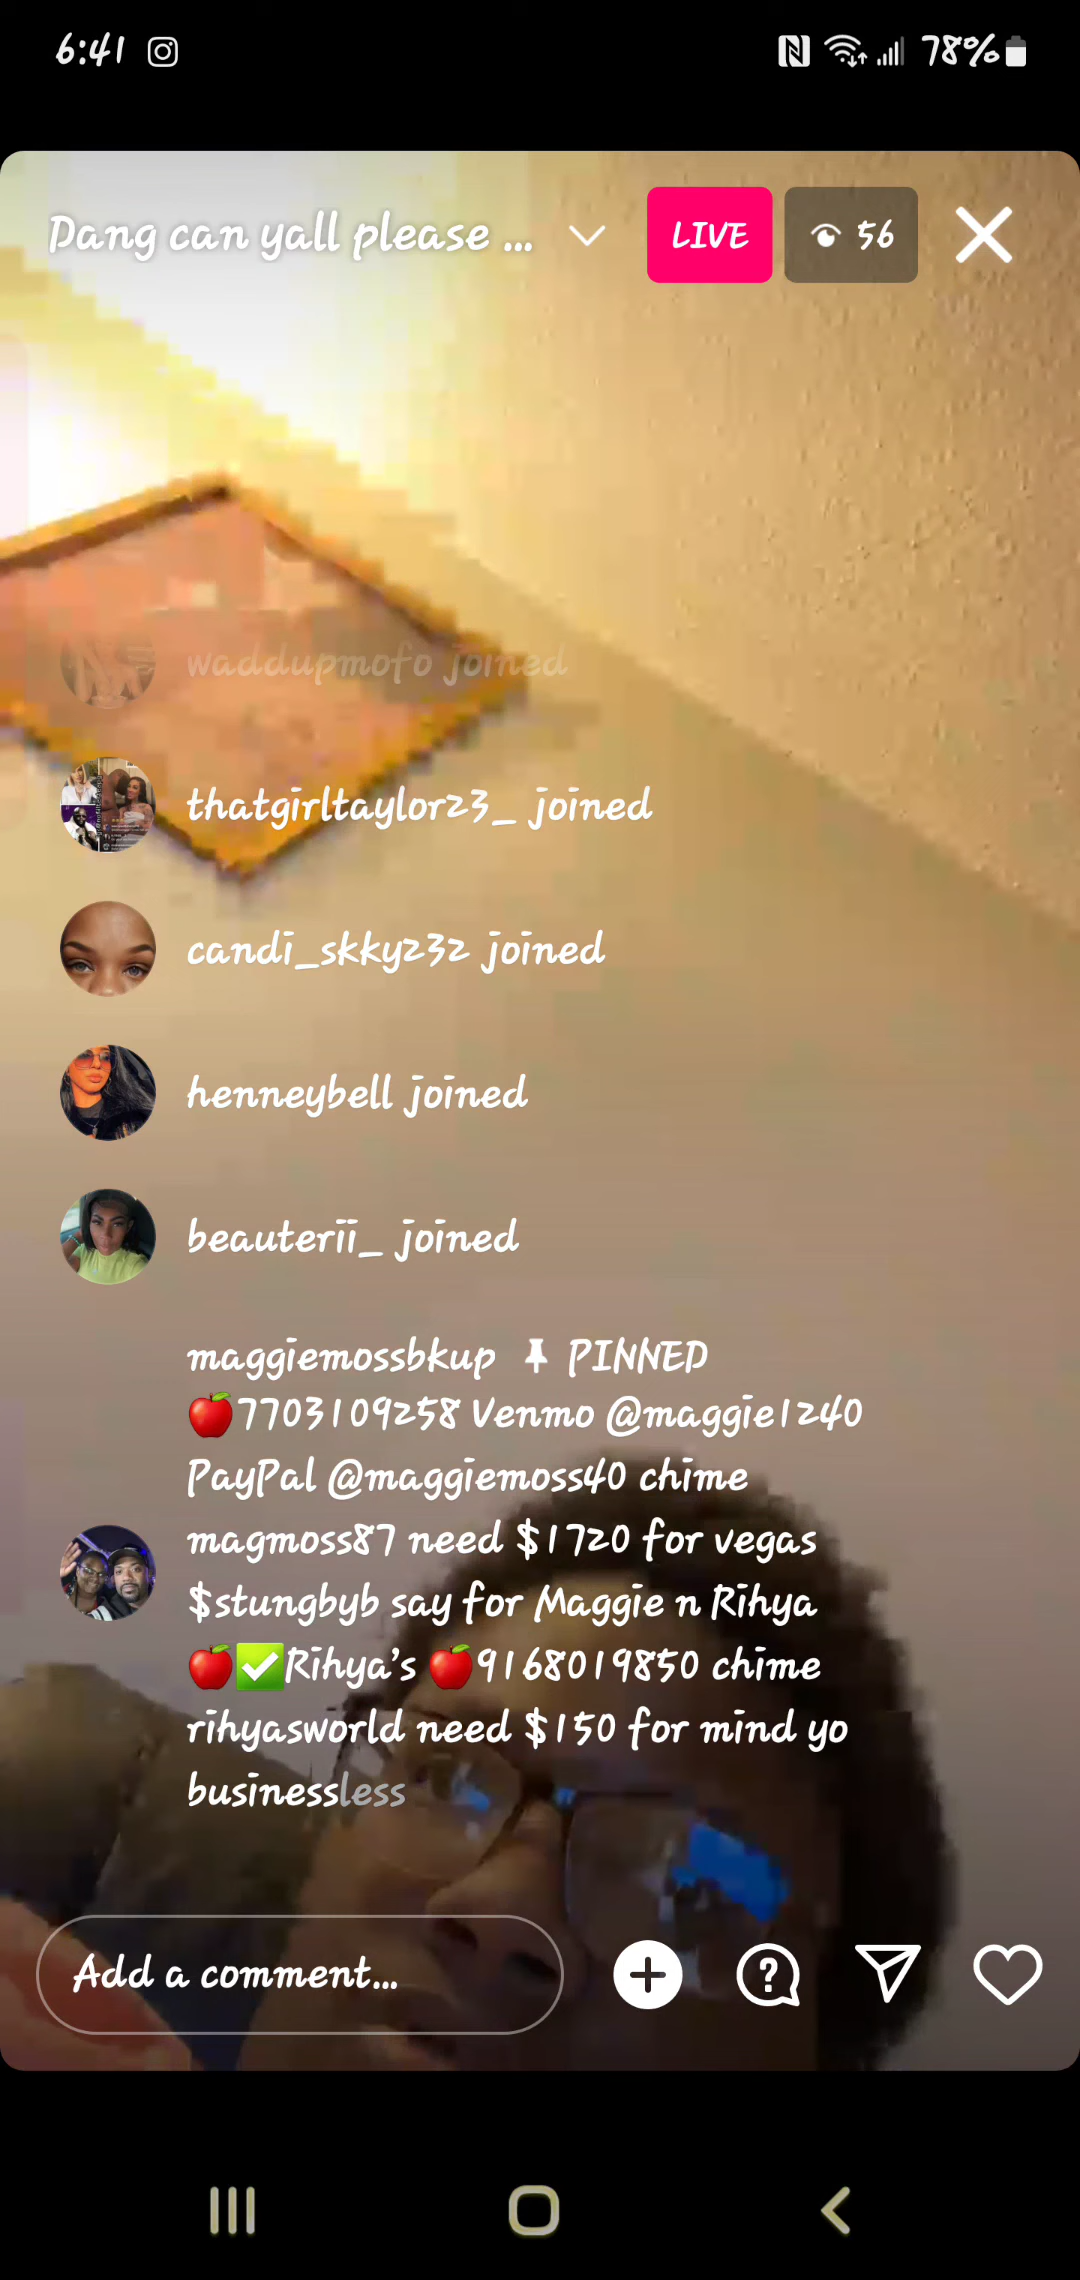 6:41 78%
Dang can yall please ... LIVE 56
waddupmofo joined
thatgirltaylor23_ joined
candi_skky232 joined
henneybell joined
beauterii_ joined
maggiemossbkup 📌 PINNED
🍎7703109258 Venmo @maggie1240
PayPal @maggiemoss40 chime
magmoss87 need $1720 for vegas
$stungbyb say for Maggie n Rihya
🍎✅Rihya's 🍎9168019850 chime
rihyasworld need $150 for mind yo
businessless
Add a comment...